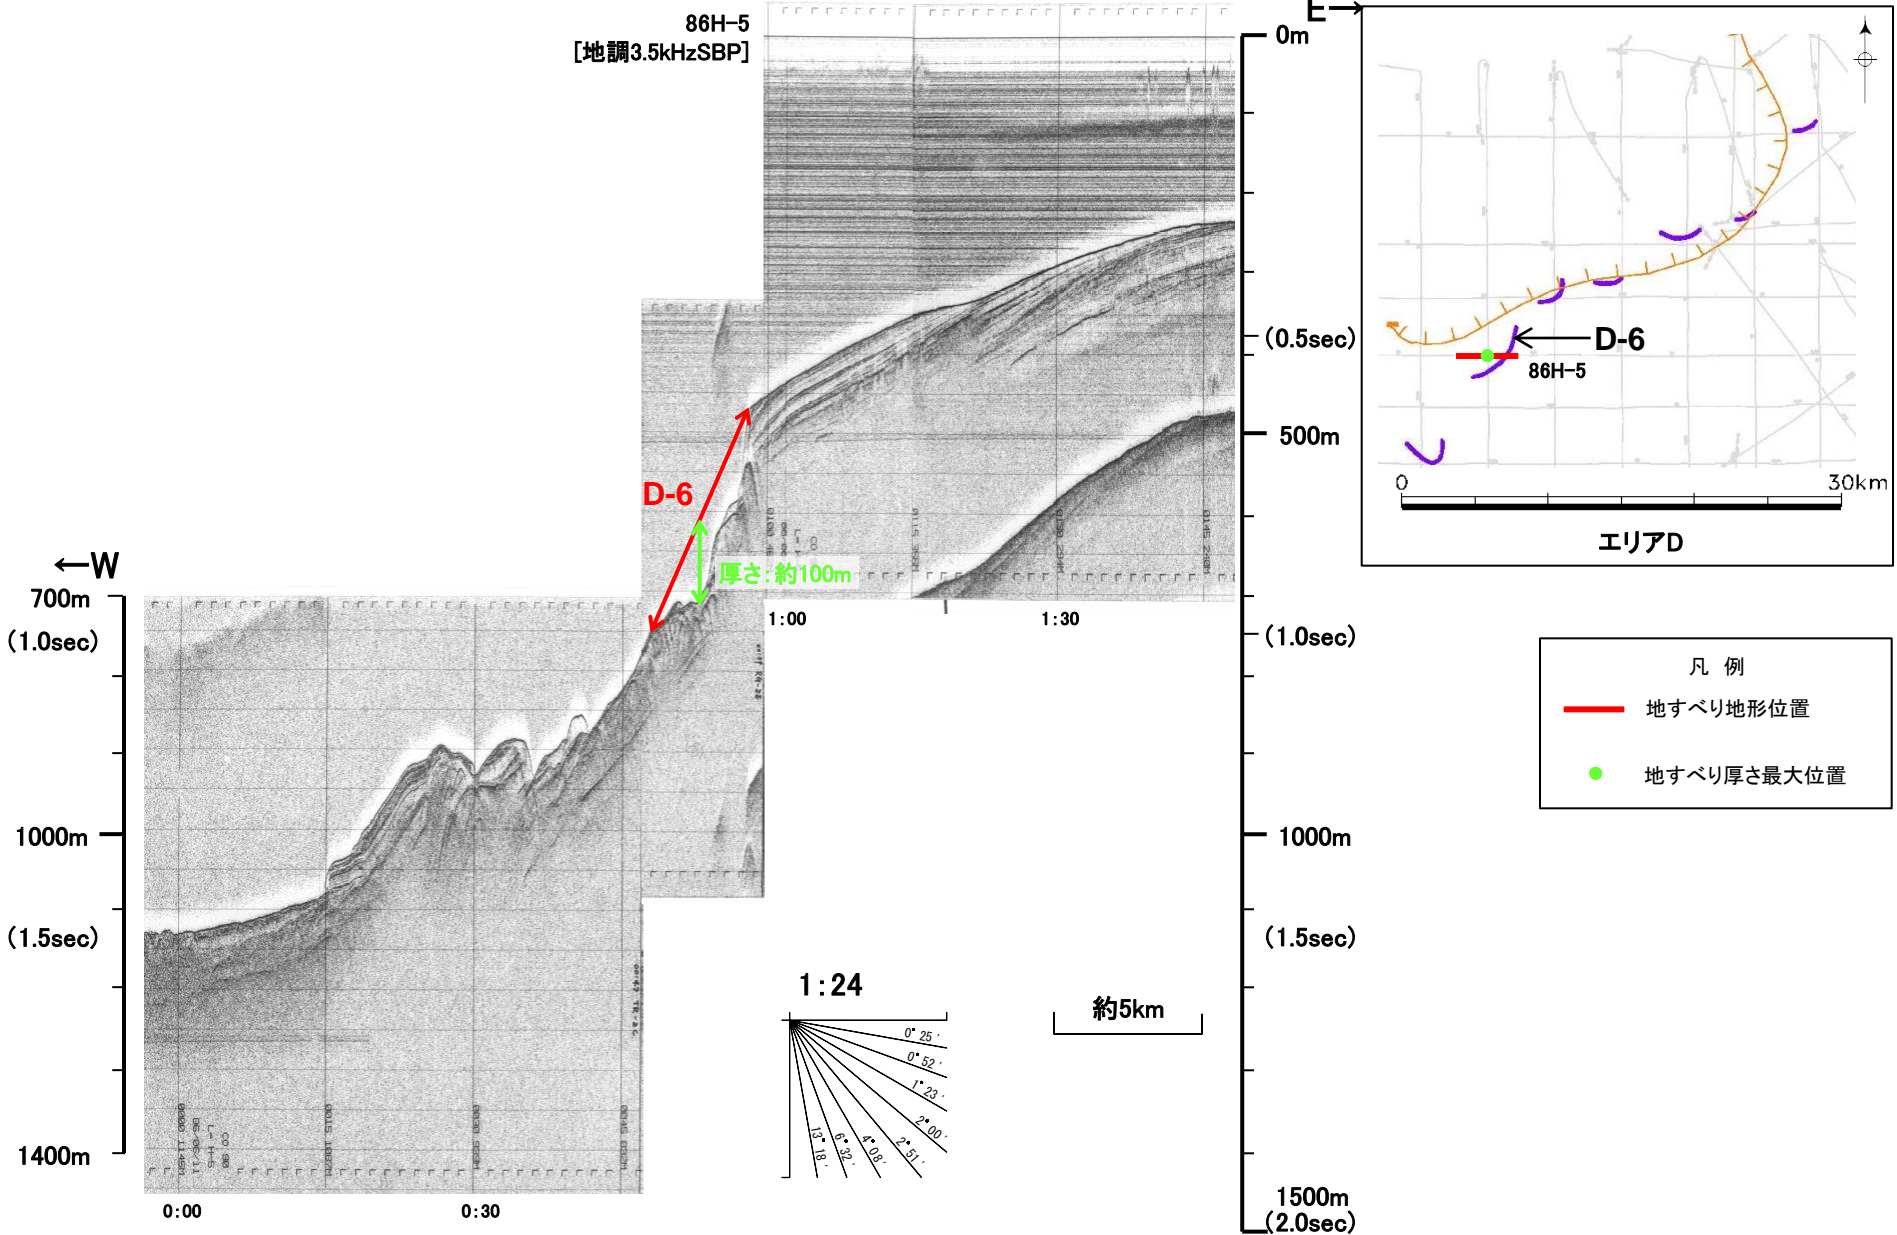 86H-5
[地調3.5kHzSBP]
E→
0m
(0.5sec)
500m
(1.0sec)
1000m
(1.5sec)
1500m
(2.0sec)
←W
700m
(1.0sec)
1000m
(1.5sec)
1400m
D-6
厚さ:約100m
1:00
1:30
0:00
0:30
1:24
0°25′
0°52′
1°23′
2°00′
2°51′
4°08′
6°32′
13°18′
約5km
D-6
86H-5
0
30km
エリアD
凡 例
地すべり地形位置
地すべり厚さ最大位置